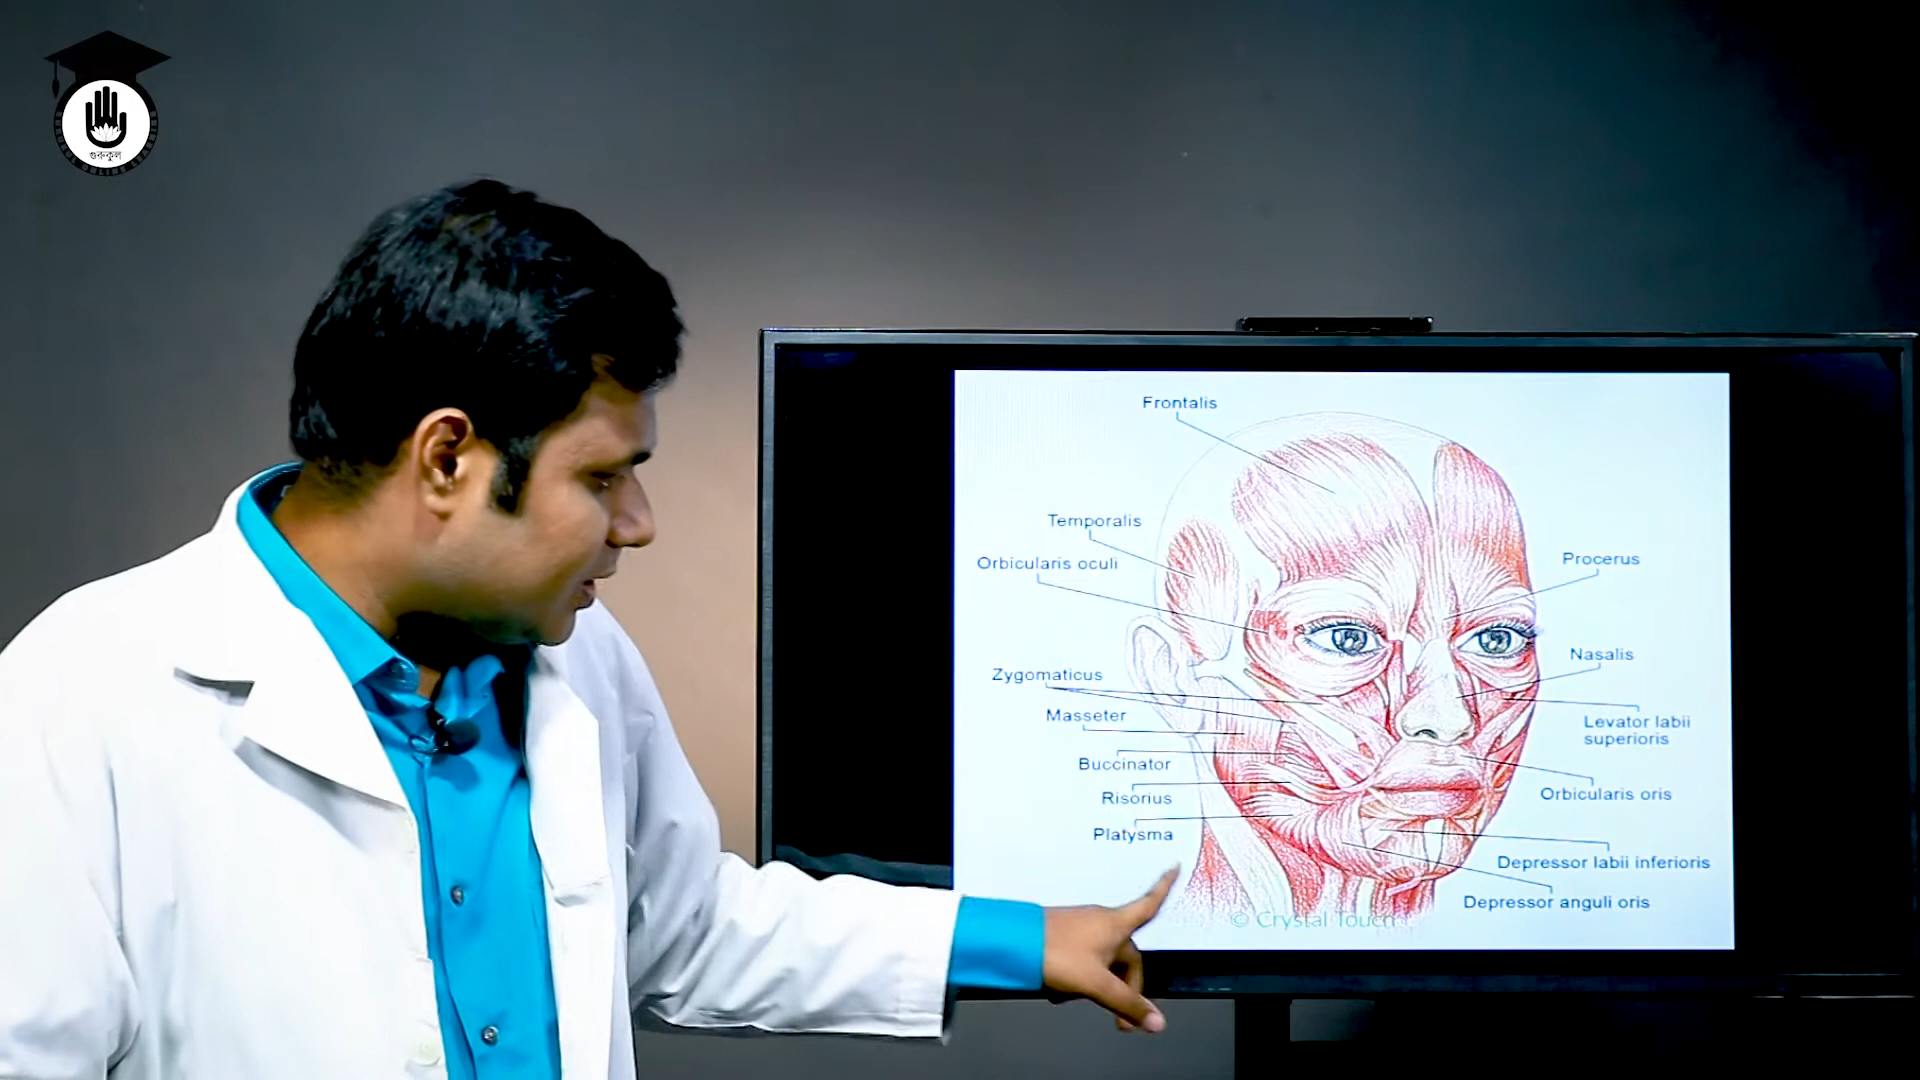 গুরুকুল
Frontalis
Temporalis
Orbicularis oculi
Procerus
Nasalis
Zygomaticus
Levator labii
superioris
Masseter
Buccinator
Orbicularis oris
Risorius
Platysma
Depressor labii inferioris
Depressor anguli oris
© Crystal Touch